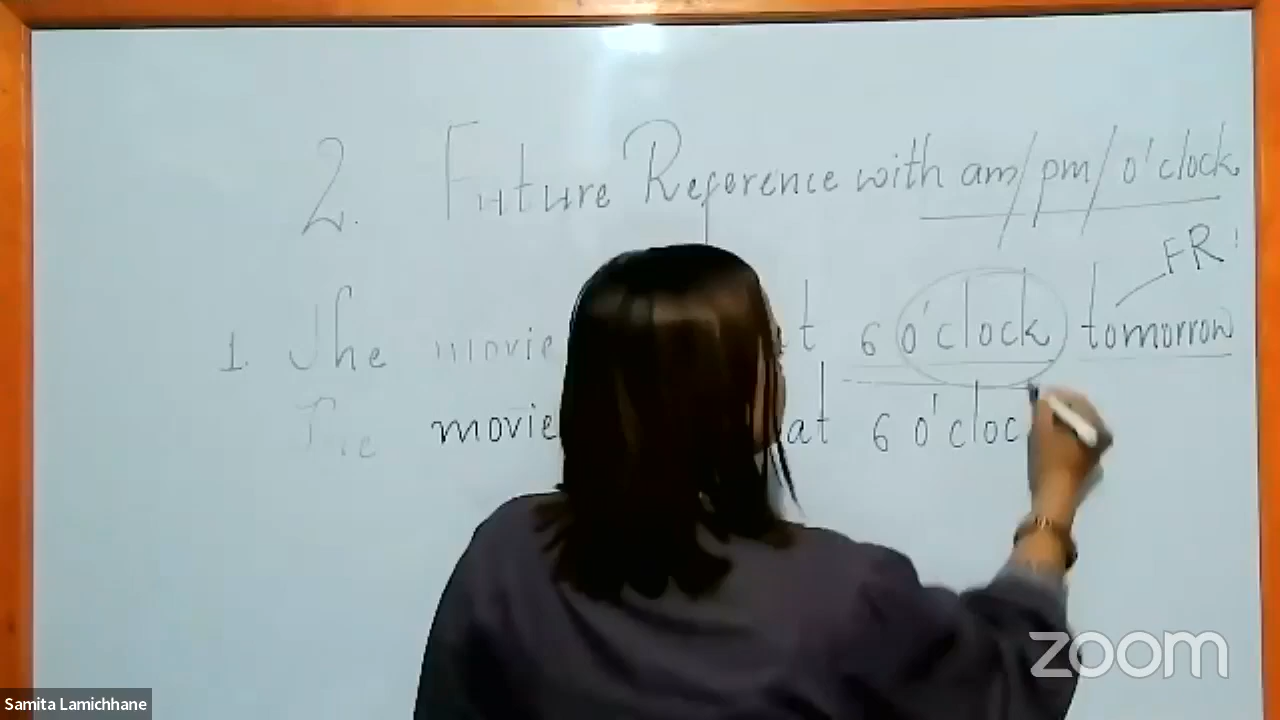 2. Future Reference with am/pm/o'clock
FR!
1. The movie at 6 o'clock tomorrow
The movie at 6 o'cloc
zoom
Samita Lamichhane